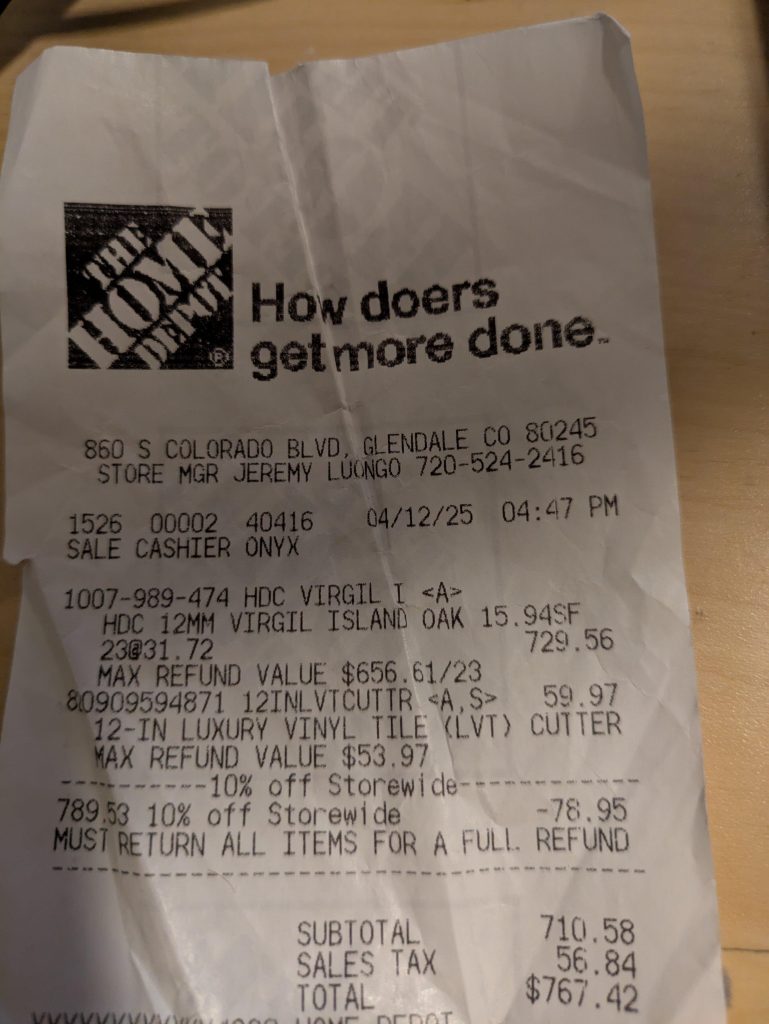 THE
HOME
DEPOT
®
How doers
get more done.™
860 S COLORADO BLVD, GLENDALE CO 80245
STORE MGR JEREMY LUONGO 720-524-2416
1526 00002 40416 04/12/25 04:47 PM
SALE CASHIER ONYX
1007-989-474 HDC VIRGIL I <A>
HDC 12MM VIRGIL ISLAND OAK 15.94SF
23@31.72 729.56
MAX REFUND VALUE $656.61/23
80909594871 12INLVTCUTTR <A,S> 59.97
12-IN LUXURY VINYL TILE (LVT) CUTTER
MAX REFUND VALUE $53.97
----------10% off Storewide-------------
789.53 10% off Storewide -78.95
MUST RETURN ALL ITEMS FOR A FULL REFUND
----------------------------------------
SUBTOTAL 710.58
SALES TAX 56.84
TOTAL $767.42
HOME DEPOT